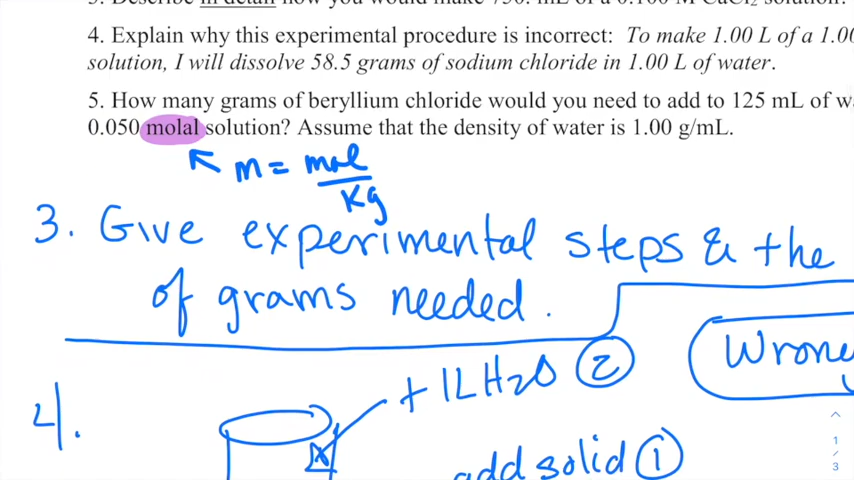 4. Explain why this experimental procedure is incorrect: To make 1.00 L of a 1.00
solution, I will dissolve 58.5 grams of sodium chloride in 1.00 L of water.
5. How many grams of beryllium chloride would you need to add to 125 mL of w
0.050 molal solution? Assume that the density of water is 1.00 g/mL.
m = mol
kg
3. Give experimental steps & the
of grams needed.
Wrong
+ 1L H2O 2
4.
add solid 1
1
/
3